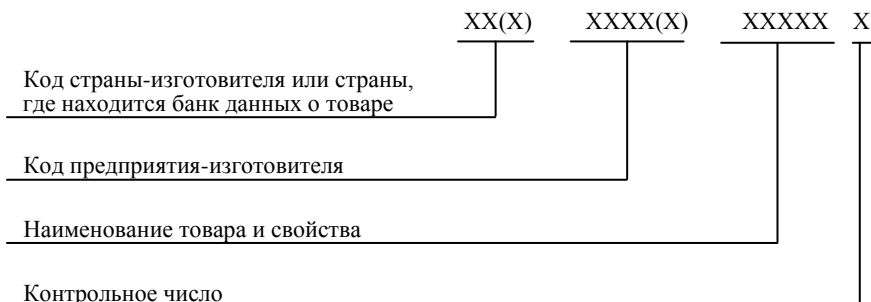 XX(X) XXXX(X) XXXXX X
Код страны-изготовителя или страны,
где находится банк данных о товаре
Код предприятия-изготовителя
Наименование товара и свойства
Контрольное число